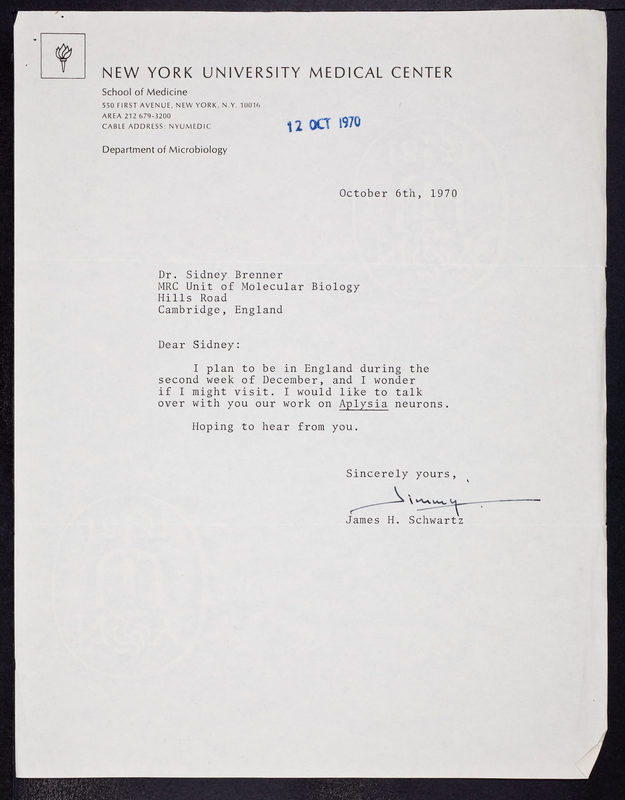 NEW YORK UNIVERSITY MEDICAL CENTER
School of Medicine
550 FIRST AVENUE, NEW YORK, N.Y. 10016
AREA 212 679-3200
CABLE ADDRESS: NYUMEDIC
12 OCT 1970
Department of Microbiology
October 6th, 1970
Dr. Sidney Brenner
MRC Unit of Molecular Biology
Hills Road
Cambridge, England
Dear Sidney:
I plan to be in England during the
second week of December, and I wonder
if I might visit. I would like to talk
over with you our work on Aplysia neurons.
Hoping to hear from you.
Sincerely yours,
Jimmy
James H. Schwartz